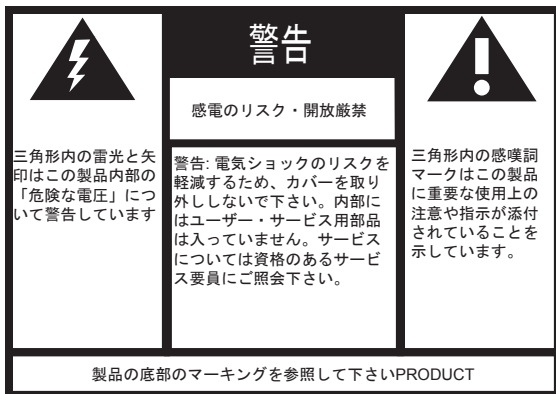 警告
感電のリスク・開放厳禁
三角形内の雷光と矢
印はこの製品内部の
「危険な電圧」につ
いて警告しています
警告: 電気ショックのリスクを
軽減するため、カバーを取り
外ししないで下さい。内部に
はユーザー・サービス用部品
は入っていません。サービス
については資格のあるサービ
ス要員にご照会下さい。
三角形内の感嘆詞
マークはこの製品
に重要な使用上の
注意や指示が添付
されていることを
示しています。
製品の底部のマーキングを参照して下さいPRODUCT